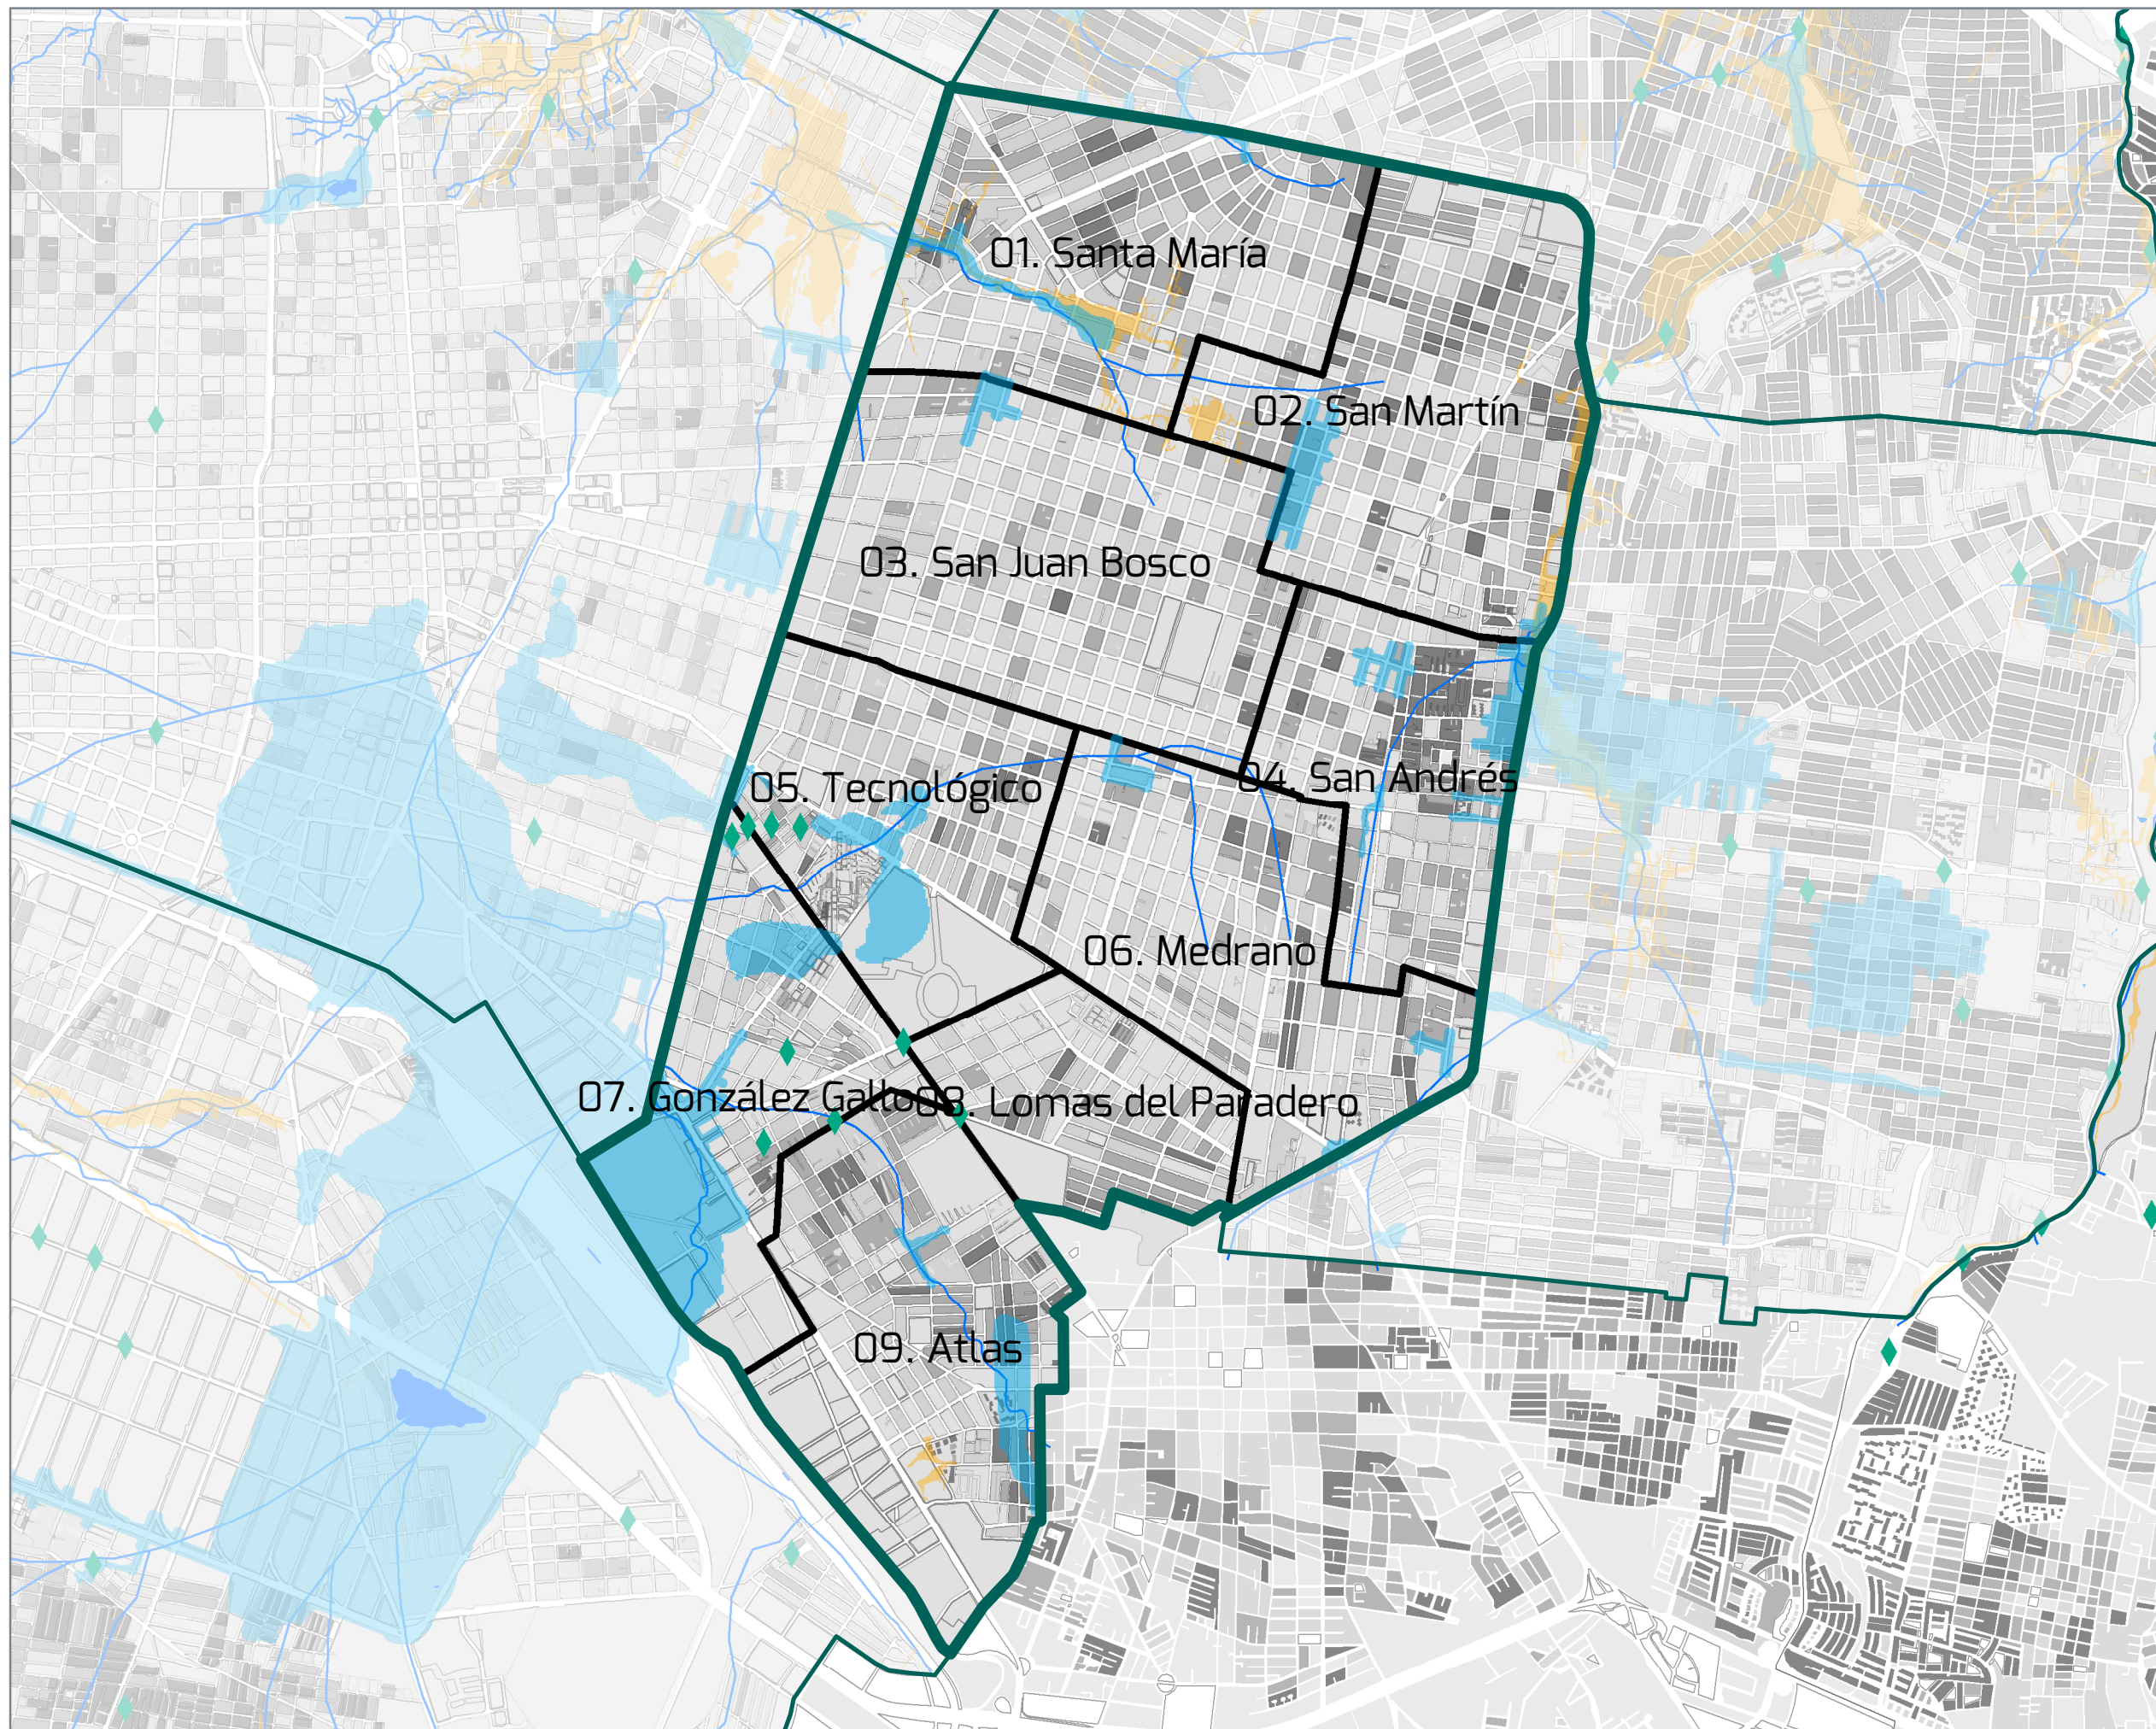 01. Santa María
02. San Martín
03. San Juan Bosco
04. San Andrés
05. Tecnológico
06. Medrano
07. González Gallo
08. Lomas del Paradero
09. Atlas